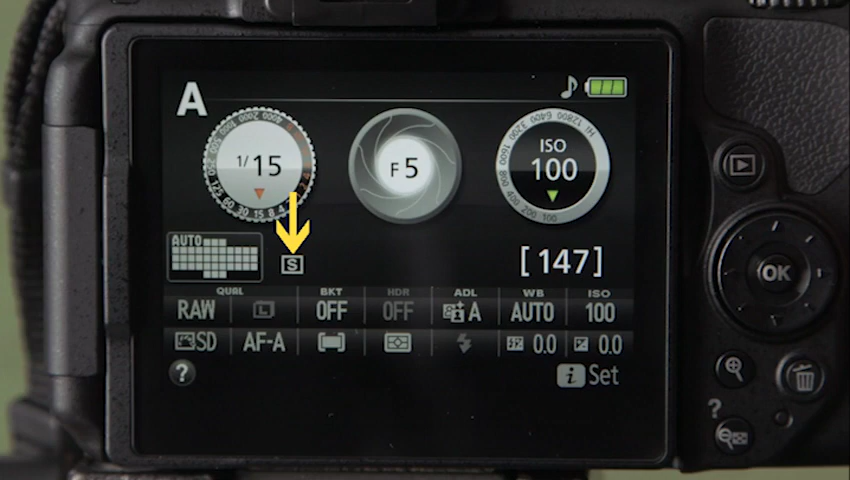 A
1/15
F5
ISO
100
AUTO
S
[147]
QUAL
BKT
HDR
ADL
WB
ISO
RAW
L
OFF
OFF
A
AUTO
100
SD
AF-A
0.0
0.0
?
i Set
OK
?